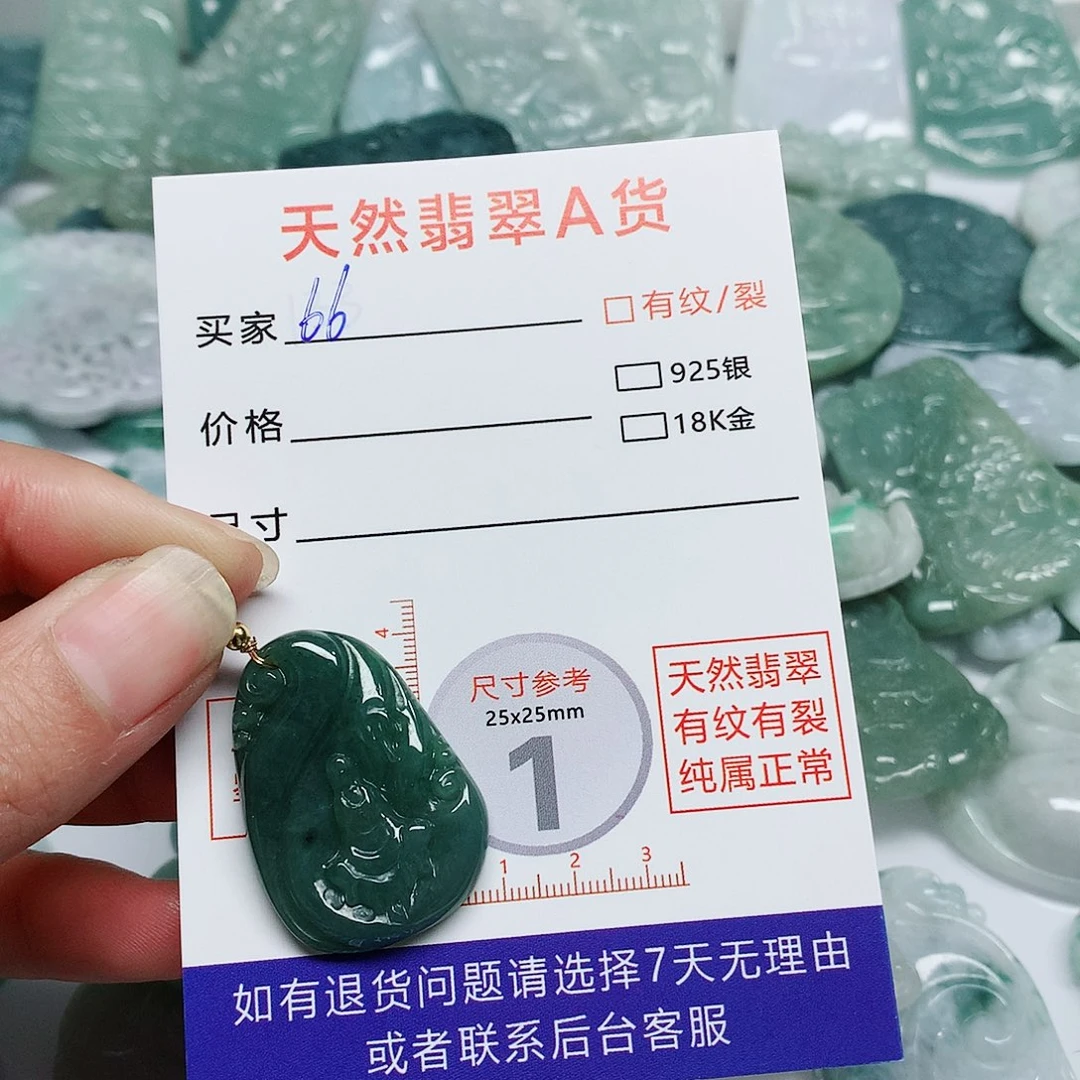 天然翡翠A货
买家 66
有纹/裂
925银
价格
18K金
寸
4
尺寸参考
25x25mm
1
天然翡翠
有纹有裂
纯属正常
1 2 3
如有退货问题请选择7天无理由
或者联系后台客服